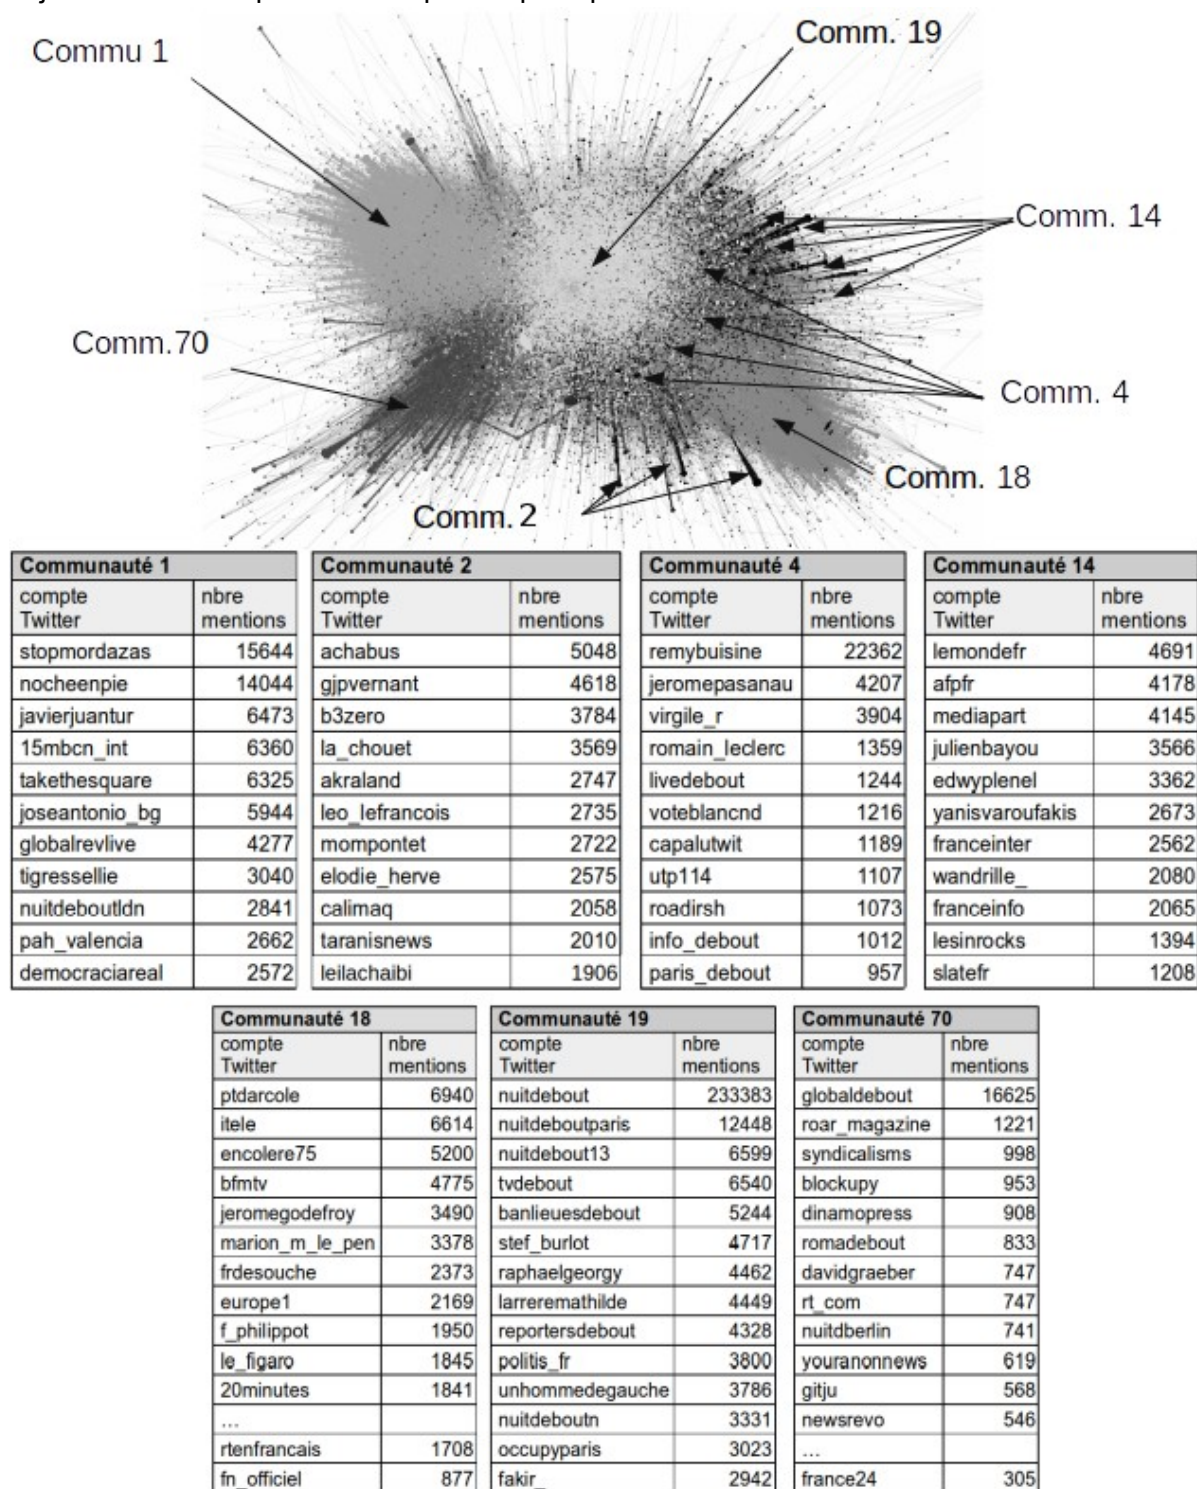 Commu 1
Comm. 19
Comm. 14
Comm.70
Comm. 4
Comm. 18
Comm. 2
Communauté 1
compte Twitter nbre mentions
stopmordazas 15644
nocheenpie 14044
javierjuantur 6473
15mbcn_int 6360
takethesquare 6325
joseantonio_bg 5944
globalrevlive 4277
tigressellie 3040
nuitdeboutldn 2841
pah_valencia 2662
democraciareal 2572
Communauté 2
compte Twitter nbre mentions
achabus 5048
gjpvernant 4618
b3zero 3784
la_chouet 3569
akraland 2747
leo_lefrancois 2735
mompontet 2722
elodie_herve 2575
calimaq 2058
taranisnews 2010
leilachaibi 1906
Communauté 4
compte Twitter nbre mentions
remybuisine 22362
jeromepasanau 4207
virgile_r 3904
romain_leclerc 1359
livedebout 1244
voteblancnd 1216
capalutwit 1189
utp114 1107
roadirsh 1073
info_debout 1012
paris_debout 957
Communauté 14
compte Twitter nbre mentions
lemondefr 4691
afpfr 4178
mediapart 4145
julienbayou 3566
edwyplenel 3362
yanisvaroufakis 2673
franceinter 2562
wandrille_ 2080
franceinfo 2065
lesinrocks 1394
slatefr 1208
Communauté 18
compte Twitter nbre mentions
ptdarcole 6940
itele 6614
encolere75 5200
bfmtv 4775
jeromegodefroy 3490
marion_m_le_pen 3378
frdesouche 2373
europe1 2169
f_philippot 1950
le_figaro 1845
20minutes 1841
...
rtenfrancais 1708
fn_officiel 877
Communauté 19
compte Twitter nbre mentions
nuitdebout 233383
nuitdeboutparis 12448
nuitdebout13 6599
tvdebout 6540
banlieuesdebout 5244
stef_burlot 4717
raphaelgeorgy 4462
larreremathilde 4449
reportersdebout 4328
politis_fr 3800
unhommedegauche 3786
nuitdeboutn 3331
occupyparis 3023
fakir_ 2942
Communauté 70
compte Twitter nbre mentions
globaldebout 16625
roar_magazine 1221
syndicalisms 998
blockupy 953
dinamopress 908
romadebout 833
davidgraeber 747
rt_com 747
nuitdberlin 741
youranonnews 619
gitju 568
newsrevo 546
...
france24 305